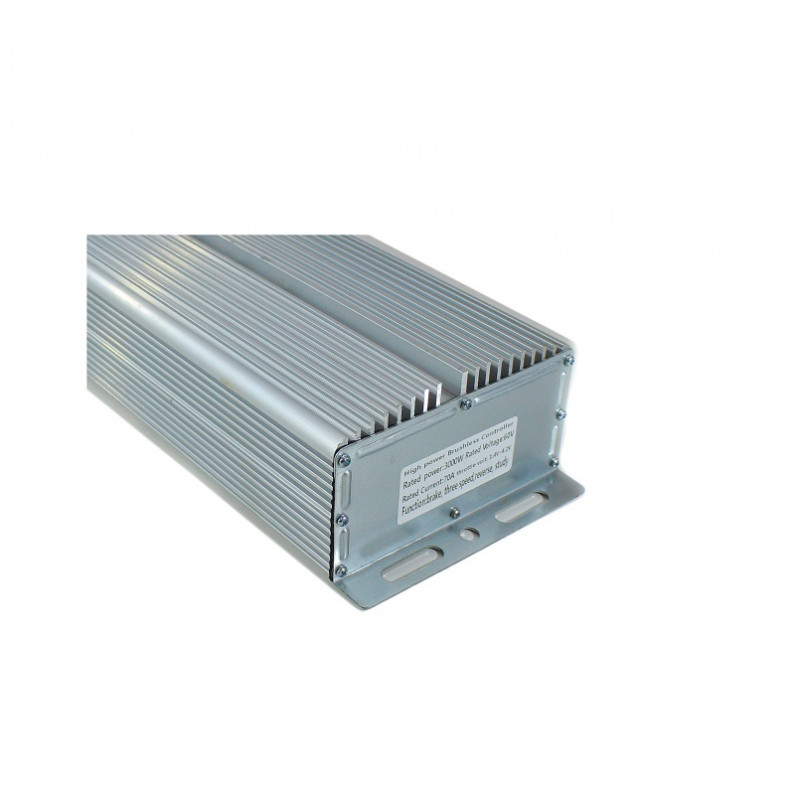 High power Brushless Controller
Rated power:3000W Rated Voltage:60V
Rated Current:70A throttle volt: 1.4V-4.2V
Function:brake, three speed,reverse, study